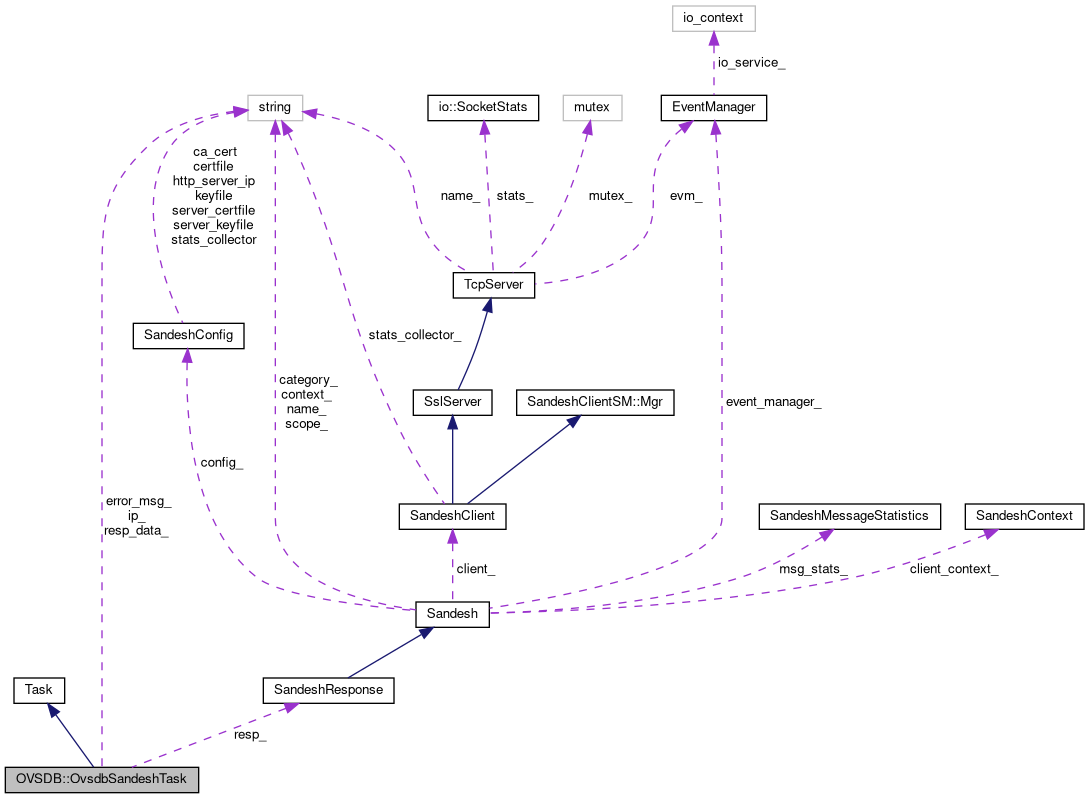 io_context
io_service_
string
io::SocketStats
mutex
EventManager
ca_cert
certfile
http_server_ip
keyfile
server_certfile
server_keyfile
stats_collector
name_
stats_
mutex_
evm_
TcpServer
SandeshConfig
stats_collector_
category_
context_
name_
scope_
SslServer
SandeshClientSM::Mgr
event_manager_
config_
error_msg_
ip_
resp_data_
SandeshClient
SandeshMessageStatistics
SandeshContext
client_
msg_stats_
client_context_
Sandesh
Task
SandeshResponse
resp_
OVSDB::OvsdbSandeshTask